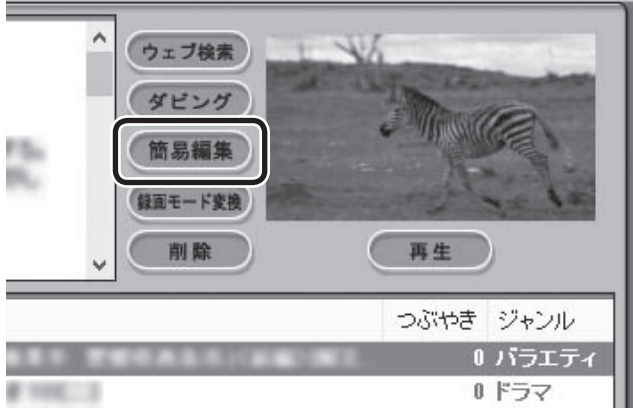 ウェブ検索
ダビング
簡易編集
録画モード変換
削除
再生
つぶやき ジャンル
0 バラエティ
0 ドラマ